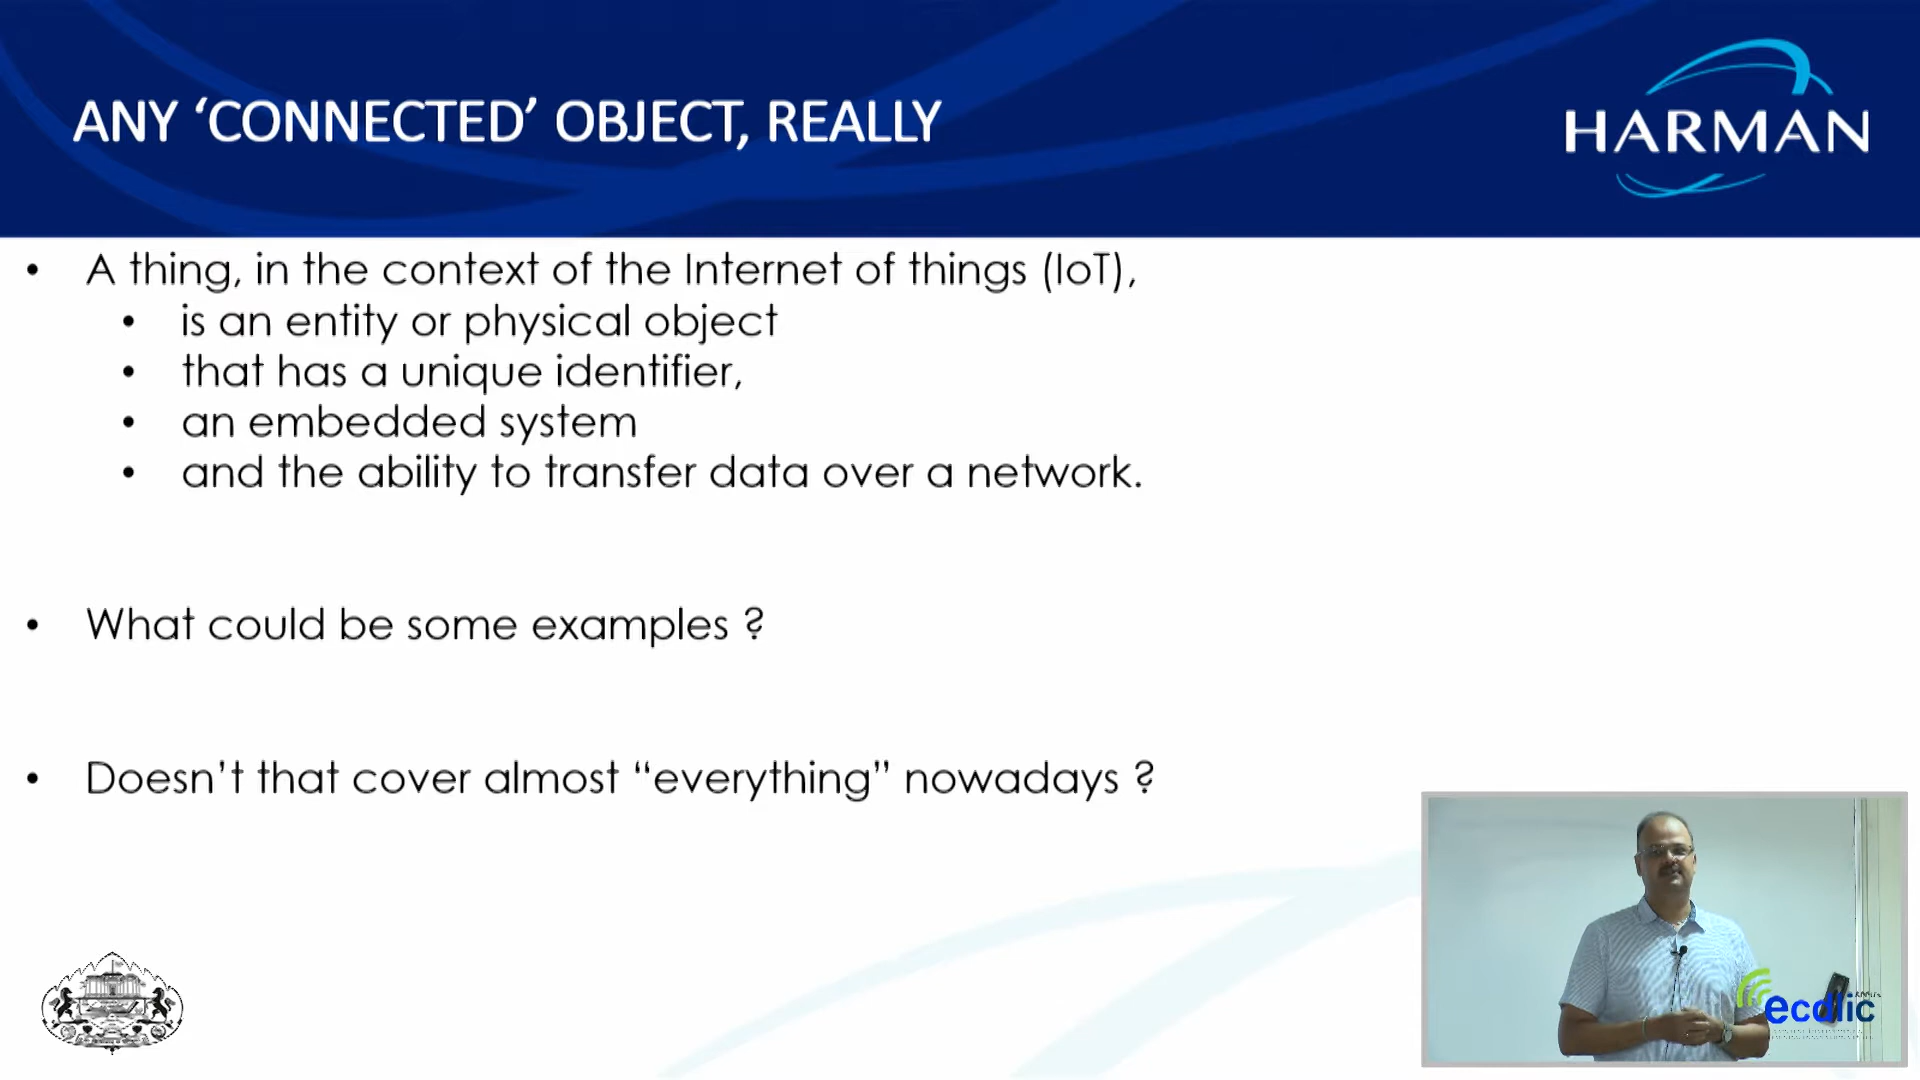 ANY ‘CONNECTED’ OBJECT, REALLY
HARMAN
• A thing, in the context of the Internet of things (IoT),
• is an entity or physical object
• that has a unique identifier,
• an embedded system
• and the ability to transfer data over a network.
• What could be some examples ?
• Doesn’t that cover almost “everything” nowadays ?
ecdlic